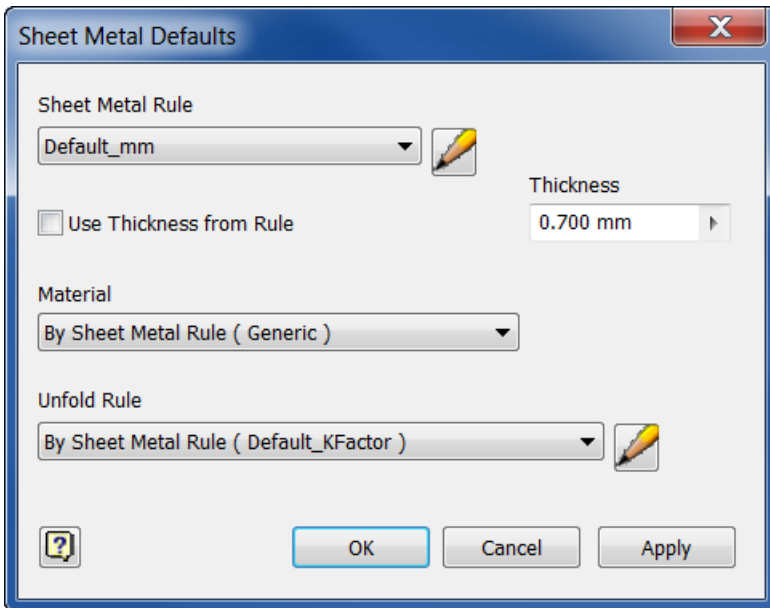 Sheet Metal Defaults
X
Sheet Metal Rule
Default_mm
Thickness
Use Thickness from Rule
0.700 mm
Material
By Sheet Metal Rule ( Generic )
Unfold Rule
By Sheet Metal Rule ( Default_KFactor )
? OK Cancel Apply